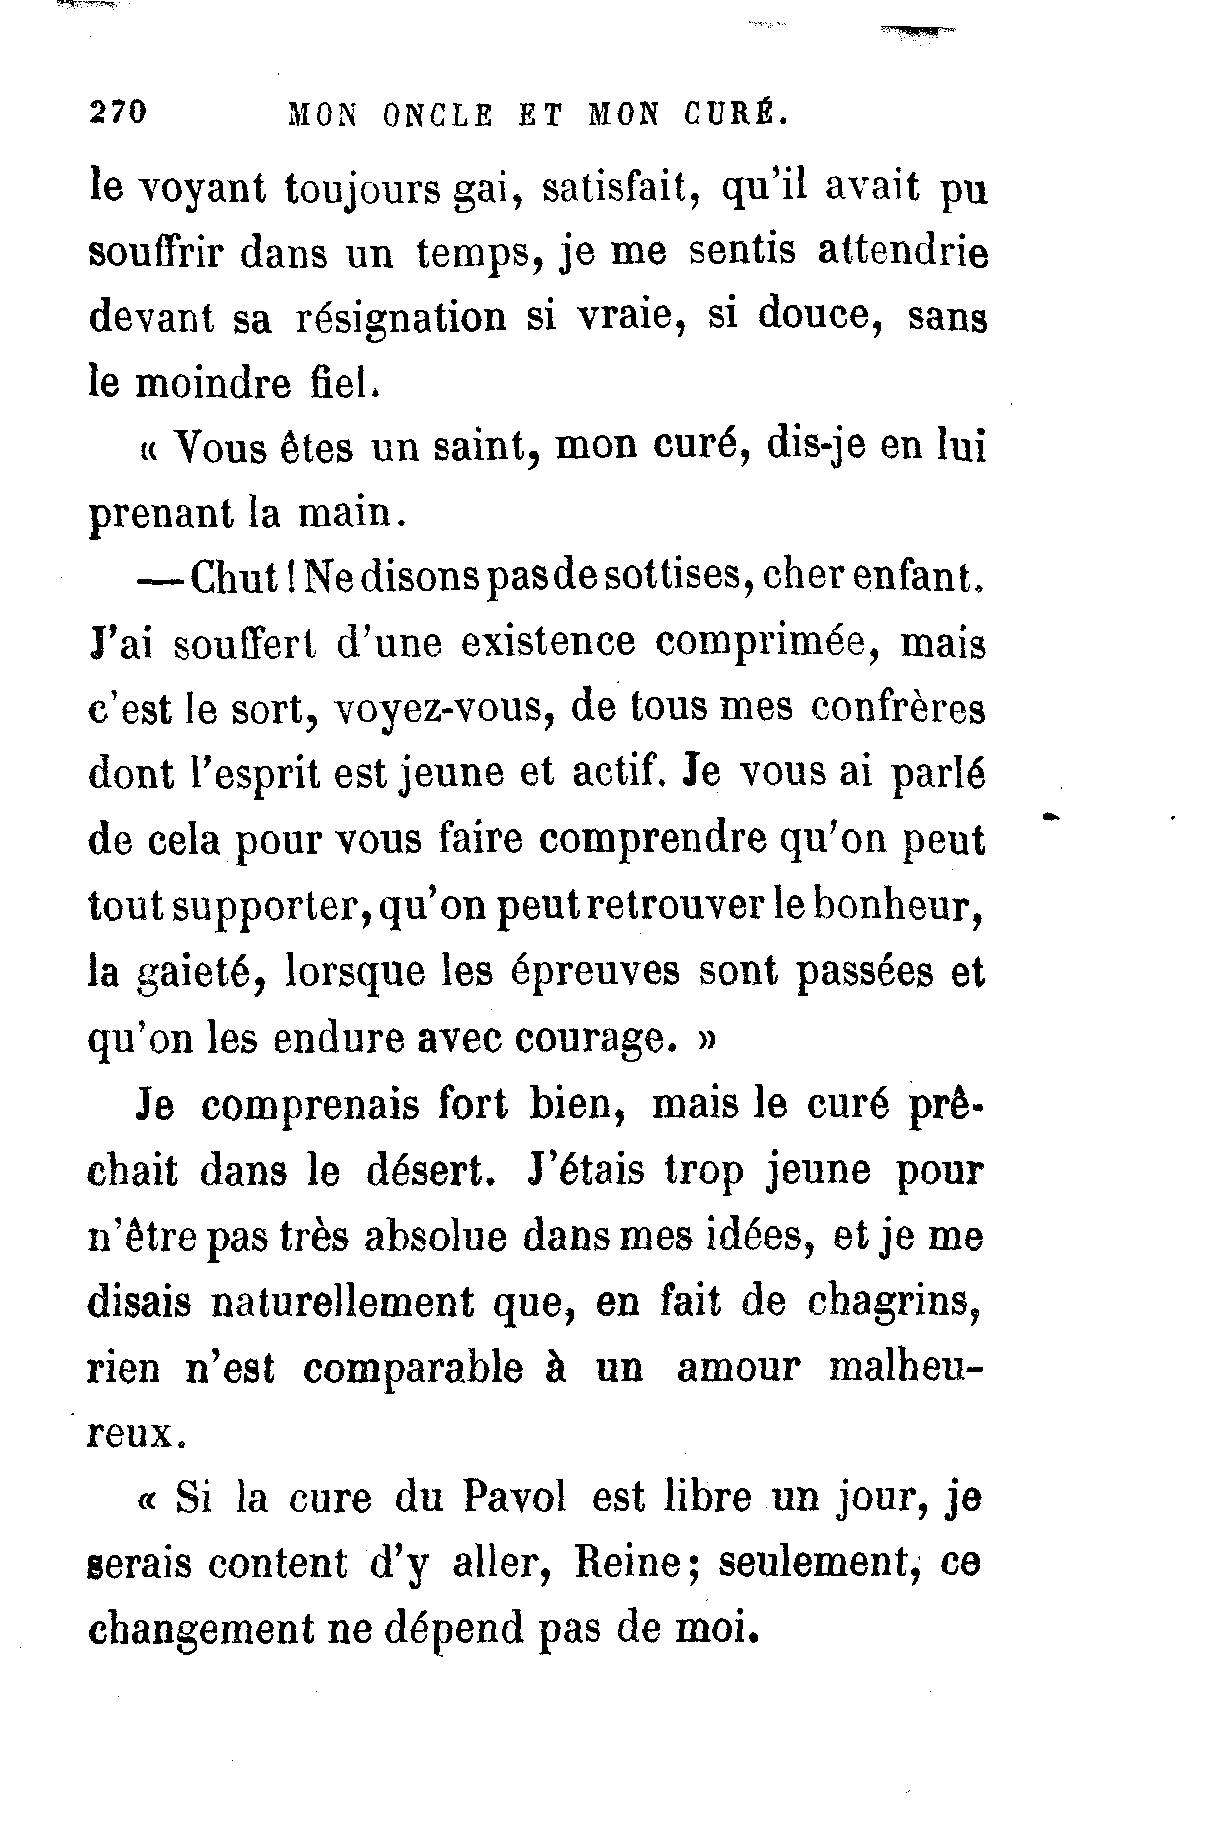 270 MON ONCLE ET MON CURÉ.
le voyant toujours gai, satisfait, qu'il avait pu
souffrir dans un temps, je me sentis attendrie
devant sa résignation si vraie, si douce, sans
le moindre fiel.
« Vous êtes un saint, mon curé, dis-je en lui
prenant la main.
— Chut ! Ne disons pas de sottises, cher enfant.
J'ai souffert d'une existence comprimée, mais
c'est le sort, voyez-vous, de tous mes confrères
dont l'esprit est jeune et actif. Je vous ai parlé
de cela pour vous faire comprendre qu'on peut
tout supporter, qu'on peut retrouver le bonheur,
la gaieté, lorsque les épreuves sont passées et
qu'on les endure avec courage. »
Je comprenais fort bien, mais le curé prê-
chait dans le désert. J'étais trop jeune pour
n'être pas très absolue dans mes idées, et je me
disais naturellement que, en fait de chagrins,
rien n'est comparable à un amour malheu-
reux.
« Si la cure du Pavol est libre un jour, je
serais content d'y aller, Reine; seulement, ce
changement ne dépend pas de moi.